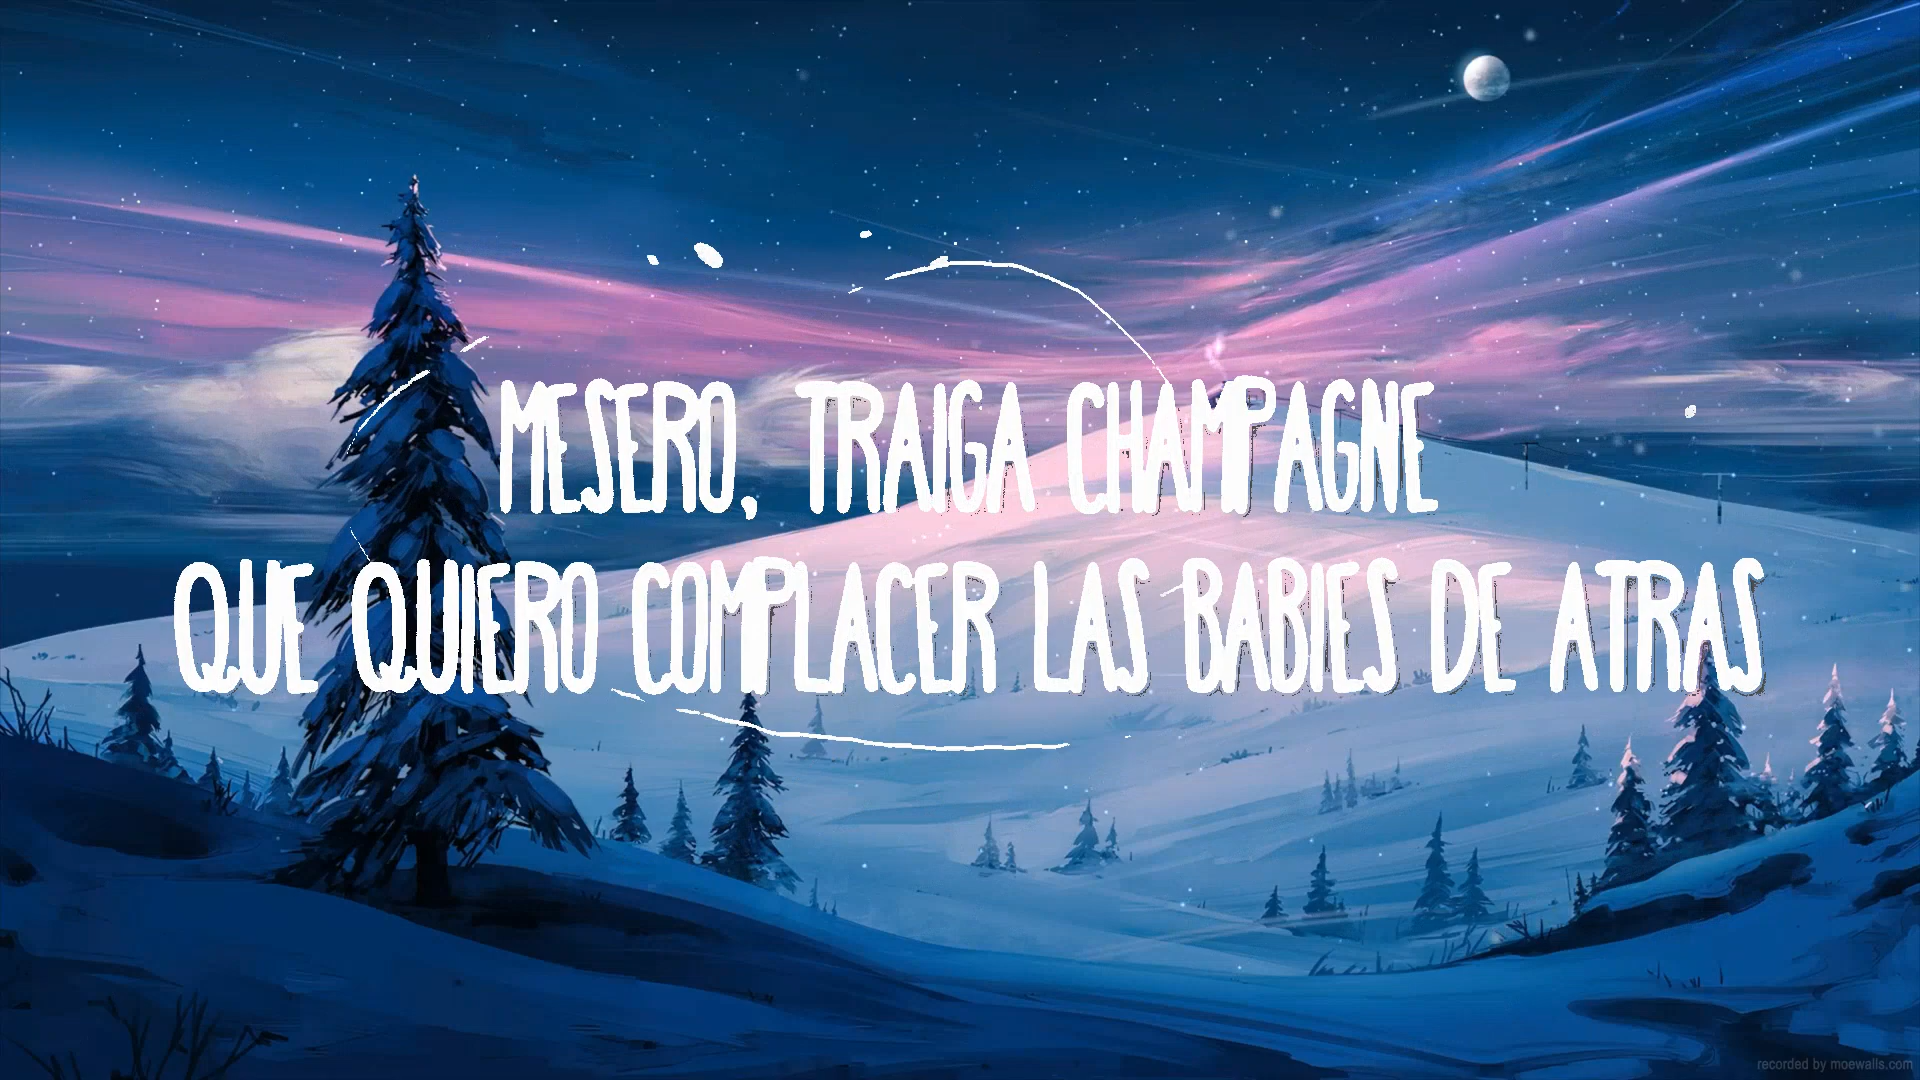 MESERO, TRAIGA CHAMPAGNE
QUE QUIERO COMPLACER LAS BABIES DE ATRAS
recorded by moewalls.com